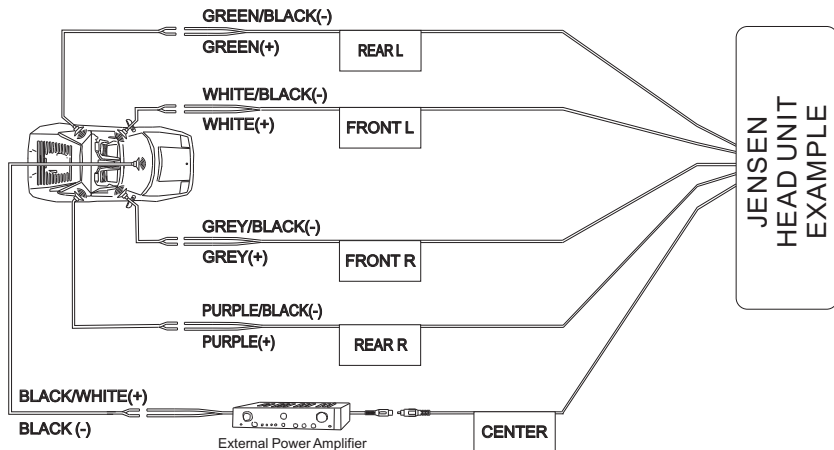 GREEN/BLACK(-)
GREEN(+)
REAR L
WHITE/BLACK(-)
WHITE(+)
FRONT L
GREY/BLACK(-)
GREY(+)
FRONT R
PURPLE/BLACK(-)
PURPLE(+)
REAR R
BLACK/WHITE(+)
BLACK (-)
External Power Amplifier
CENTER
JENSEN
HEAD UNIT
EXAMPLE